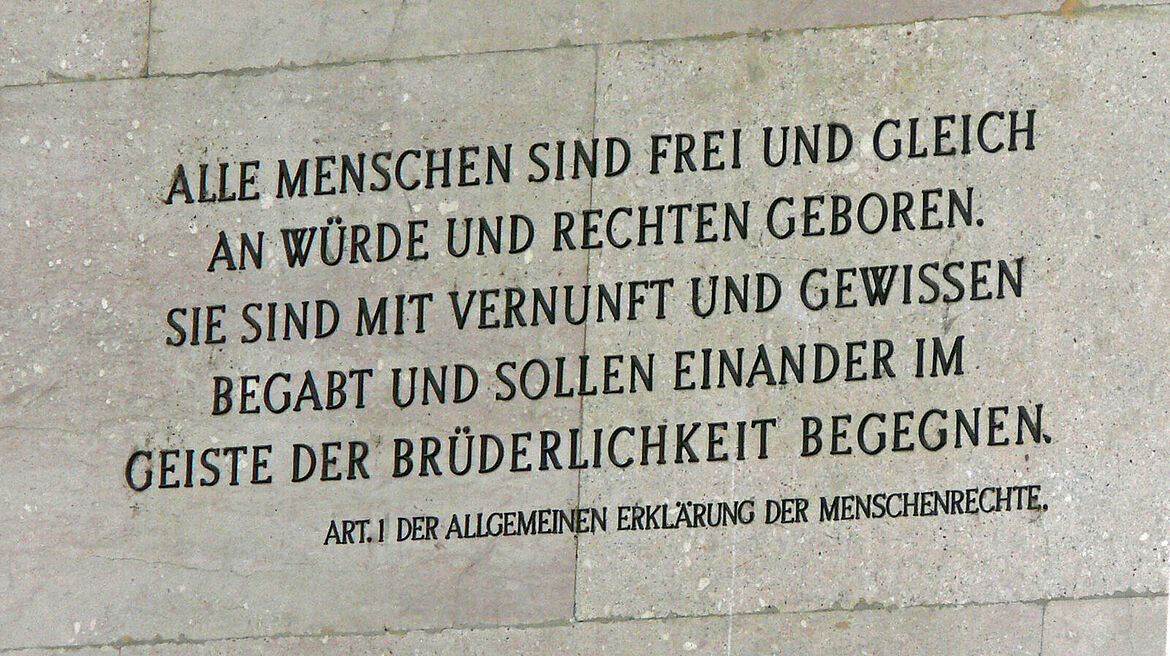 ALLE MENSCHEN SIND FREI UND GLEICH
AN WÜRDE UND RECHTEN GEBOREN.
SIE SIND MIT VERNUNFT UND GEWISSEN
BEGABT UND SOLLEN EINANDER IM
GEISTE DER BRÜDERLICHKEIT BEGEGNEN.
ART. 1 DER ALLGEMEINEN ERKLÄRUNG DER MENSCHENRECHTE.